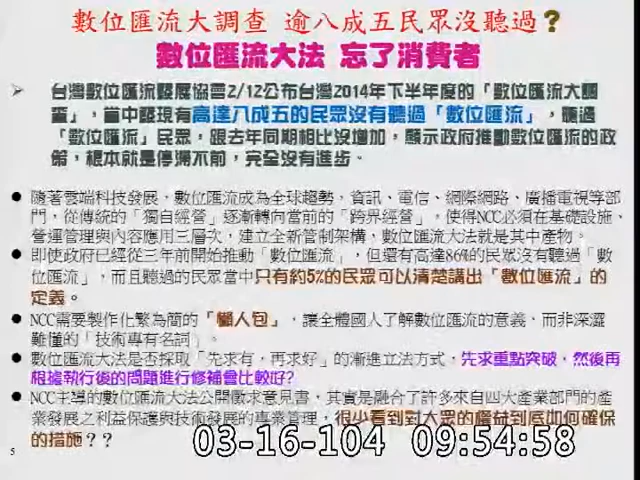 數位匯流大調查 逾八成五民眾沒聽過?
數位匯流大法 忘了消費者
➢ 台灣數位匯流發展協會2/12公布台灣2014年下半年度的「數位匯流大調
查」，當中發現有高達八成五的民眾沒有聽過「數位匯流」，聽過
「數位匯流」民眾，跟去年同期相比沒增加，顯示政府推動數位匯流的政
策，根本就是停滯不前，完全沒有進步。
● 隨著雲端科技發展，數位匯流成為全球趨勢，資訊、電信、網際網路、廣播電視等部
門，從傳統的「獨自經營」逐漸轉向當前的「跨界經營」，使得NCC必須在基礎設施、
營運管理與內容應用三層次，建立全新管制架構，數位匯流大法就是其中產物。
● 即使政府已經從三年前開始推動「數位匯流」，但還有高達86%的民眾沒有聽過「數
位匯流」，而且聽過的民眾當中只有約5%的民眾可以清楚講出「數位匯流」的
定義。
● NCC需要製作化繁為簡的「懶人包」，讓全體國人了解數位匯流的意義、而非深澀
難懂的「技術專有名詞」。
● 數位匯流大法是否採取「先求有，再求好」的漸進立法方式，先求重點突破，然後再
根據執行後的問題進行修補會比較好?
● NCC主導的數位匯流大法公開徵求意見書，其實是融合了許多來自四大產業部門的產
業發展之利益保護與技術發展的專業管理，很少看到對大眾的權益到底如何確保
的措施？？
5
03-16-104 09:54:58